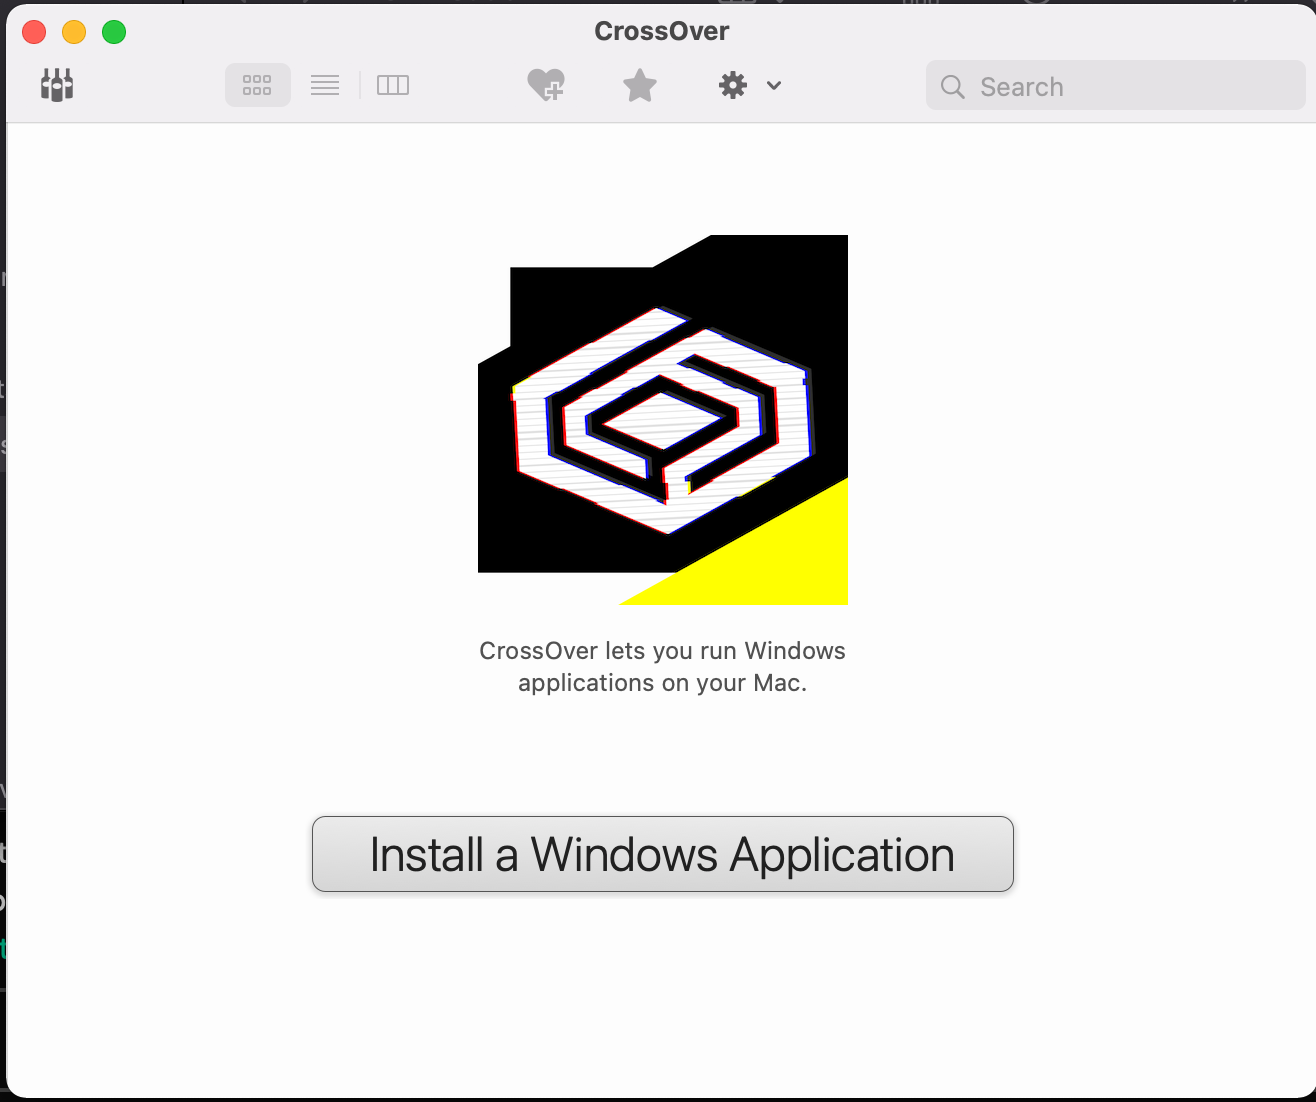 CrossOver
Search
CrossOver lets you run Windows
applications on your Mac.
Install a Windows Application